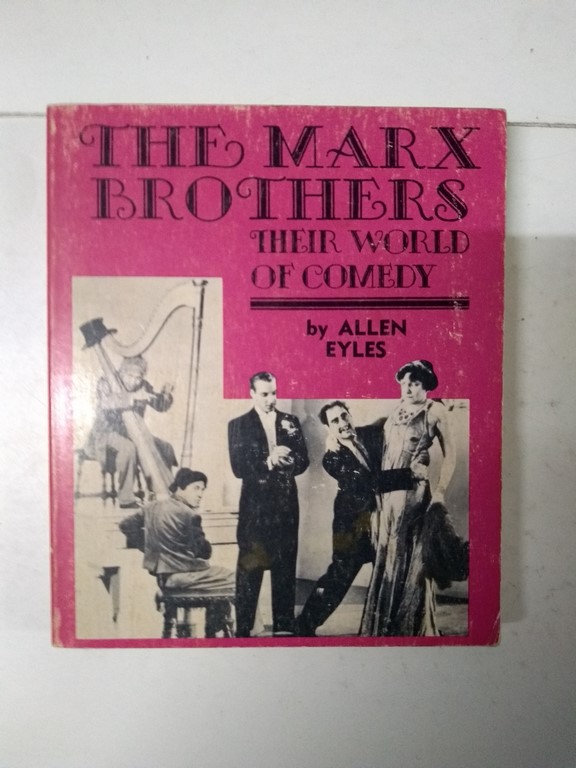 THE MARX
BROTHERS
THEIR WORLD
OF COMEDY
by ALLEN
EYLES